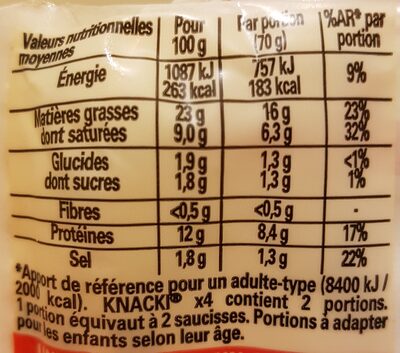 Valeurs nutritionnelles moyennes Pour 100 g Par portion (70 g) %AR* par portion
Énergie 1087 kJ 757 kJ 9%
263 kcal 183 kcal
Matières grasses 23 g 16 g 23%
dont saturées 9,0 g 6,3 g 32%
Glucides 1,9 g 1,3 g <1%
dont sucres 1,8 g 1,3 g 1%
Fibres <0,5 g <0,5 g -
Protéines 12 g 8,4 g 17%
Sel 1,8 g 1,3 g 22%
*Apport de référence pour un adulte-type (8400 kJ /
2000 kcal). KNACKI® x4 contient 2 portions.
1 portion équivaut à 2 saucisses. Portions à adapter
pour les enfants selon leur âge.